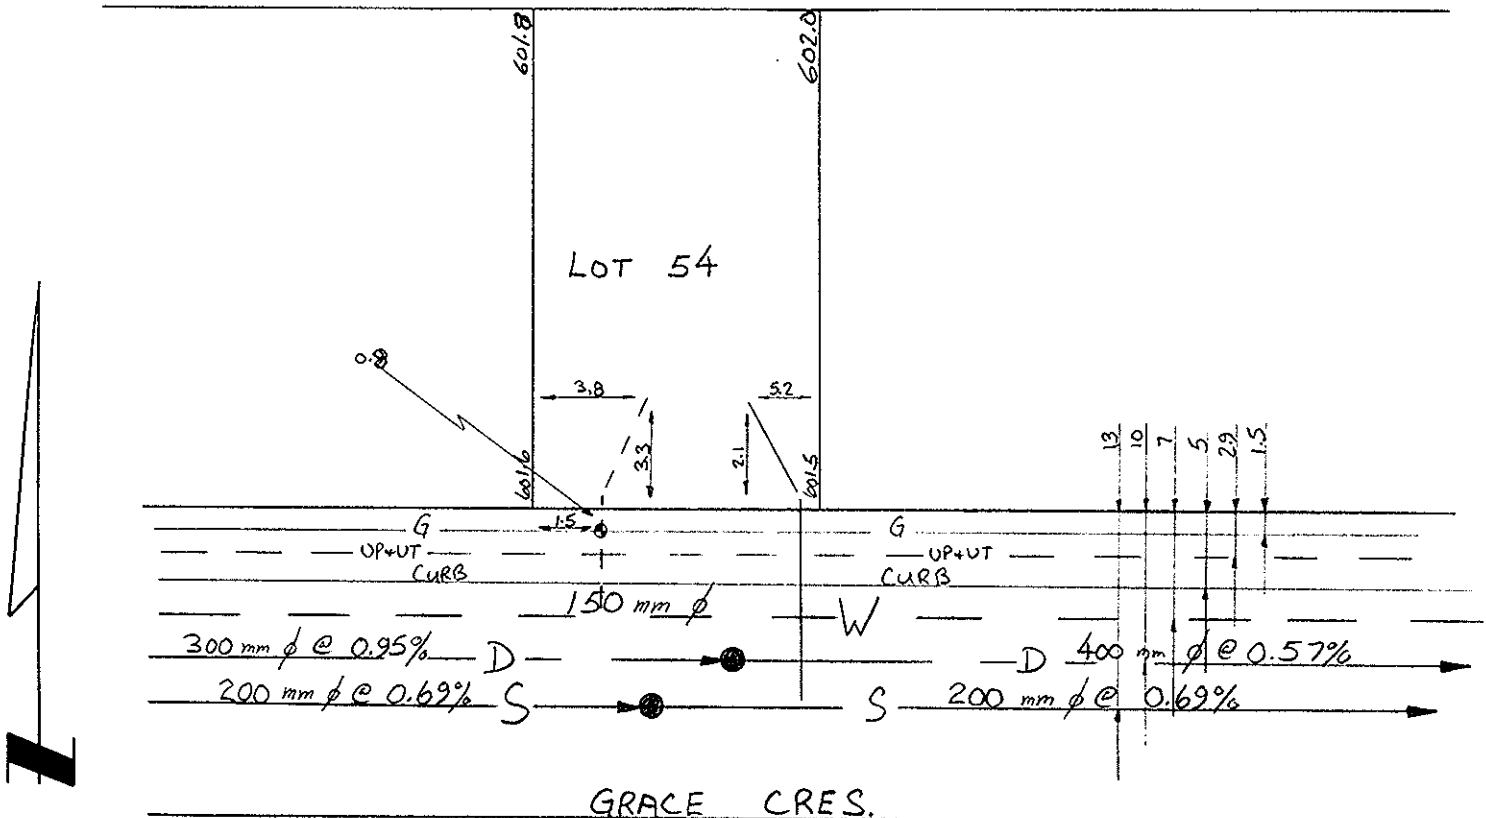 601.8
602.0
LOT 54
0.8
3.8
5.2
3.3
2.1
601.6
601.5
13
10
7
5
2.9
1.5
G
1.5
G
UP+UT
UP+UT
CURB
CURB
150 mm ϕ
W
300 mm ϕ @ 0.95%
D
D
400 mm ϕ @ 0.57%
200 mm ϕ @ 0.69%
S
S
200 mm ϕ @ 0.69%
GRACE CRES.